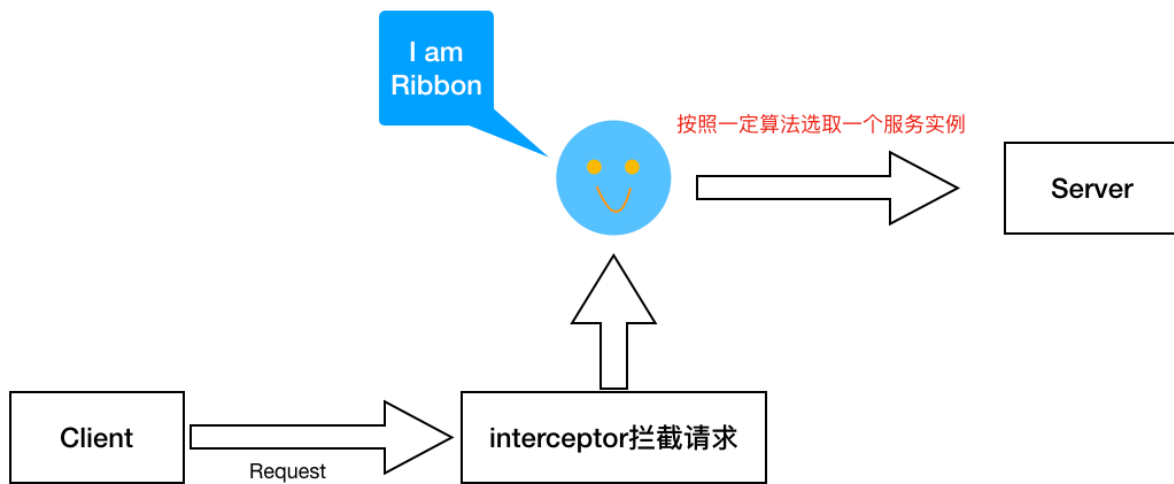 I am
Ribbon
按照一定算法选取一个服务实例
Server
Client
Request
interceptor拦截请求